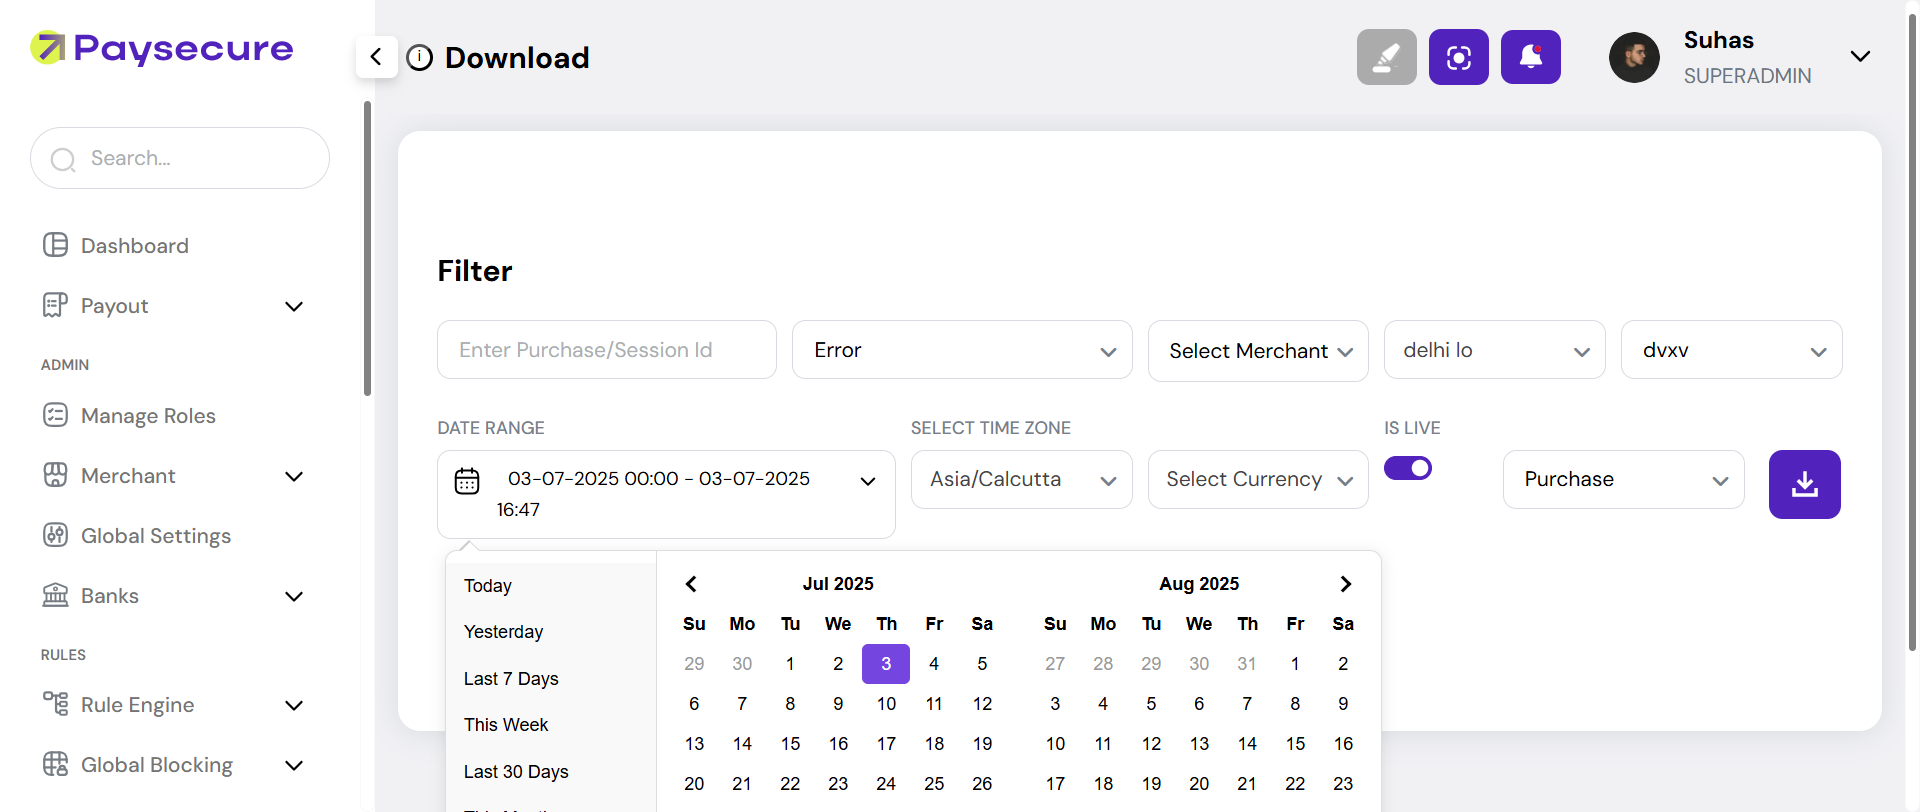 Paysecure
Download
Suhas
SUPERADMIN
Search...
Dashboard
Payout
ADMIN
Manage Roles
Merchant
Global Settings
Banks
RULES
Rule Engine
Global Blocking
Filter
Enter Purchase/Session Id
Error
Select Merchant
delhi lo
dvxv
DATE RANGE
SELECT TIME ZONE
IS LIVE
03-07-2025 00:00 - 03-07-2025
16:47
Asia/Calcutta
Select Currency
Purchase
Today
Yesterday
Last 7 Days
This Week
Last 30 Days
Jul 2025
Su Mo Tu We Th Fr Sa
29 30 1 2 3 4 5
6 7 8 9 10 11 12
13 14 15 16 17 18 19
20 21 22 23 24 25 26
Aug 2025
Su Mo Tu We Th Fr Sa
27 28 29 30 31 1 2
3 4 5 6 7 8 9
10 11 12 13 14 15 16
17 18 19 20 21 22 23